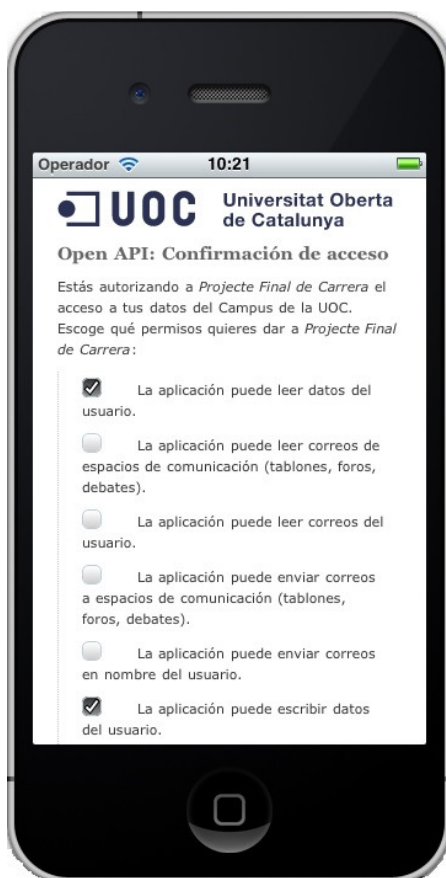 Operador 10:21
UOC Universitat Oberta
de Catalunya
Open API: Confirmación de acceso
Estás autorizando a Projecte Final de Carrera el
acceso a tus datos del Campus de la UOC.
Escoge qué permisos quieres dar a Projecte Final
de Carrera:
La aplicación puede leer datos del
usuario.
La aplicación puede leer correos de
espacios de comunicación (tablones, foros,
debates).
La aplicación puede leer correos del
usuario.
La aplicación puede enviar correos
a espacios de comunicación (tablones,
foros, debates).
La aplicación puede enviar correos
en nombre del usuario.
La aplicación puede escribir datos
del usuario.